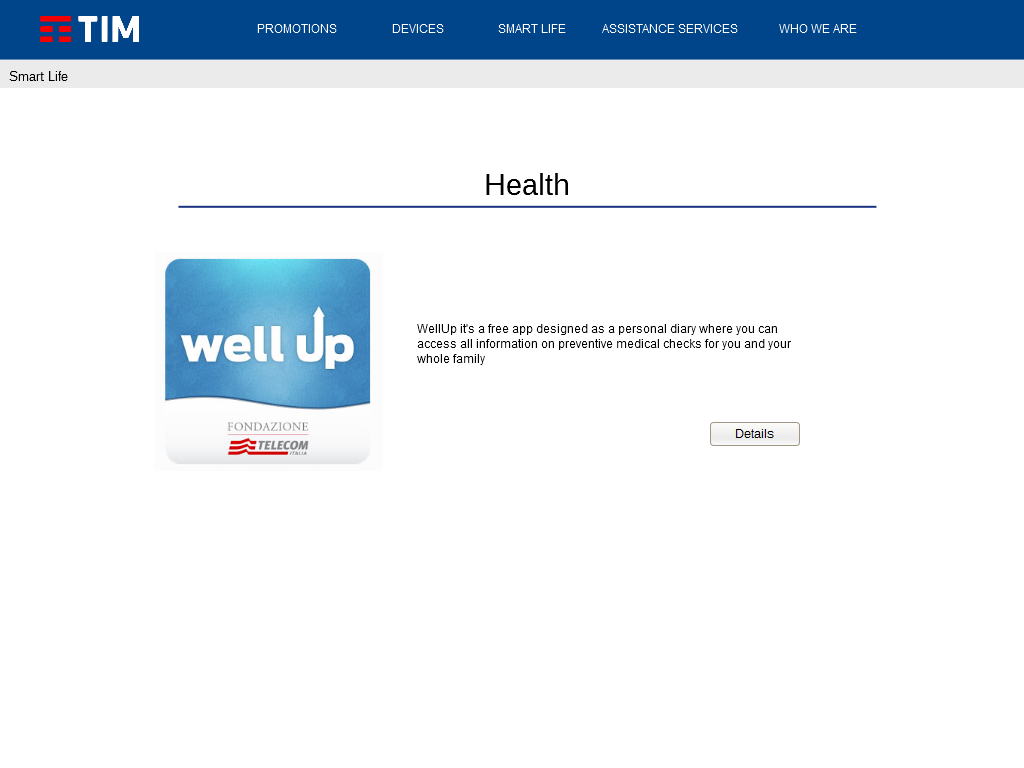 TIM
PROMOTIONS
DEVICES
SMART LIFE
ASSISTANCE SERVICES
WHO WE ARE
Smart Life
Health
well Up
FONDAZIONE
TELECOM
ITALIA
WellUp it's a free app designed as a personal diary where you can
access all information on preventive medical checks for you and your
whole family
Details